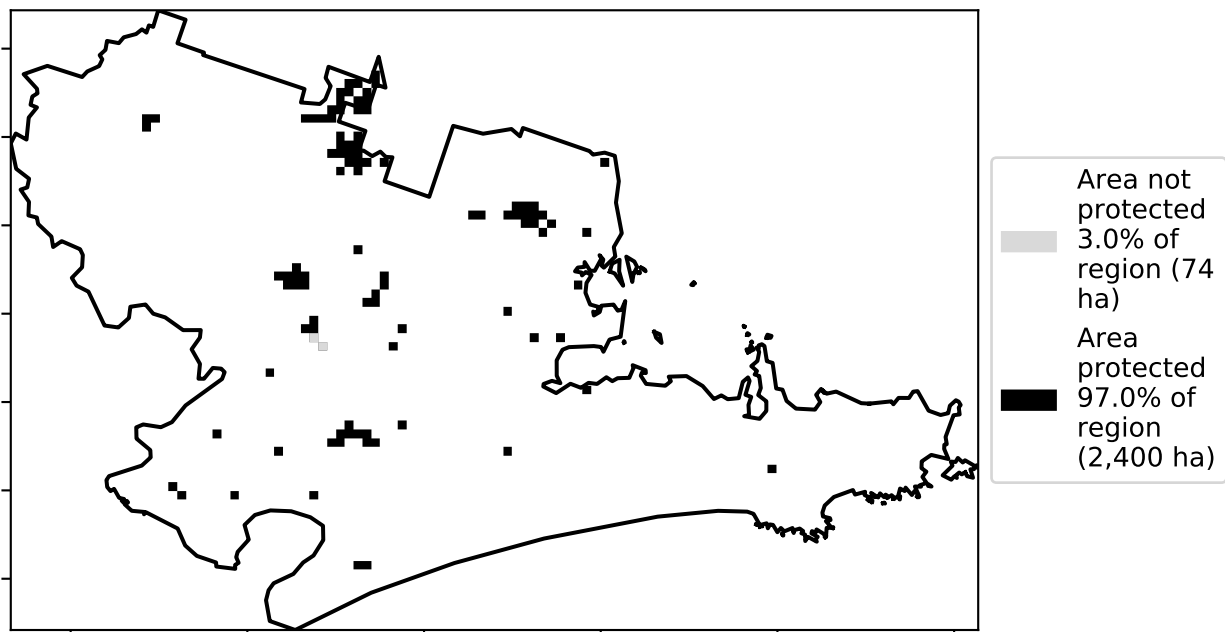 Area not
protected
3.0% of
region (74
ha)
Area
protected
97.0% of
region
(2,400 ha)